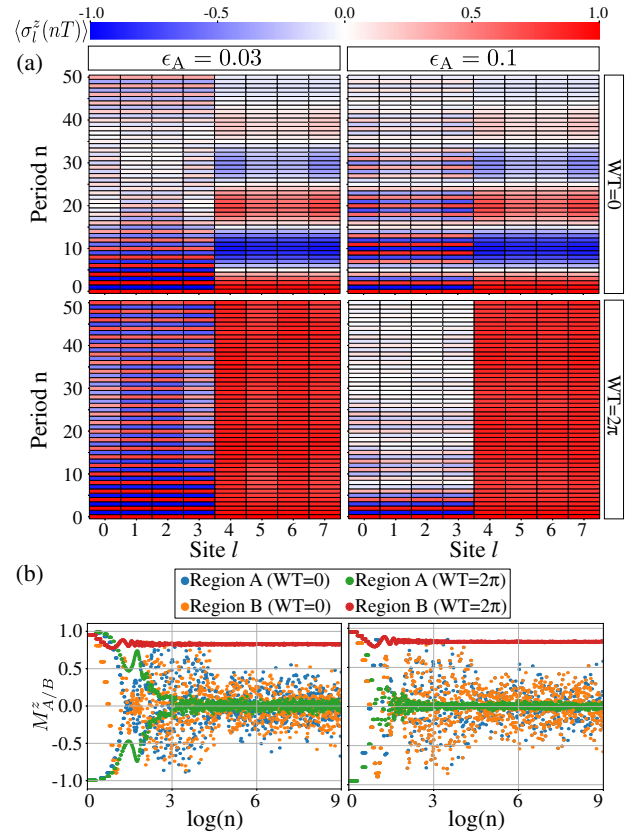 ⟨σ_l^z(nT)⟩
-1.0 -0.5 0.0 0.5 1.0
(a)
ϵ_A = 0.03 ϵ_A = 0.1
50
40
30
20
10
0
Period n
WT=0
50
40
30
20
10
0
Period n
WT=2π
0 1 2 3 4 5 6 7 0 1 2 3 4 5 6 7
Site l Site l
(b)
Region A (WT=0) Region A (WT=2π)
Region B (WT=0) Region B (WT=2π)
1.0
0.5
0.0
-0.5
-1.0
M^z_{A/B}
0 3 6 9 0 3 6 9
log(n) log(n)